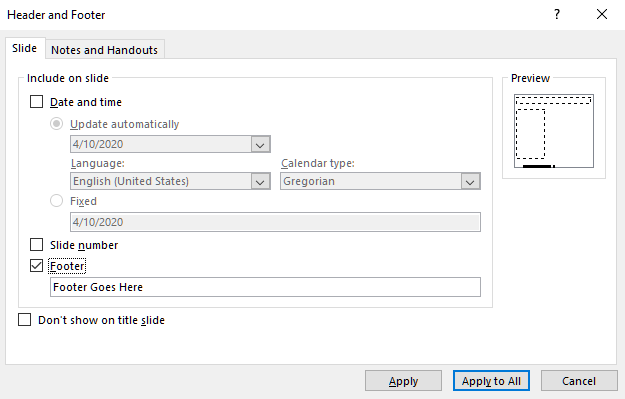 Header and Footer
Slide
Notes and Handouts
Include on slide
Preview
Date and time
Update automatically
4/10/2020
Language:
Calendar type:
English (United States)
Gregorian
Fixed
4/10/2020
Slide number
Footer
Footer Goes Here
Don't show on title slide
Apply
Apply to All
Cancel